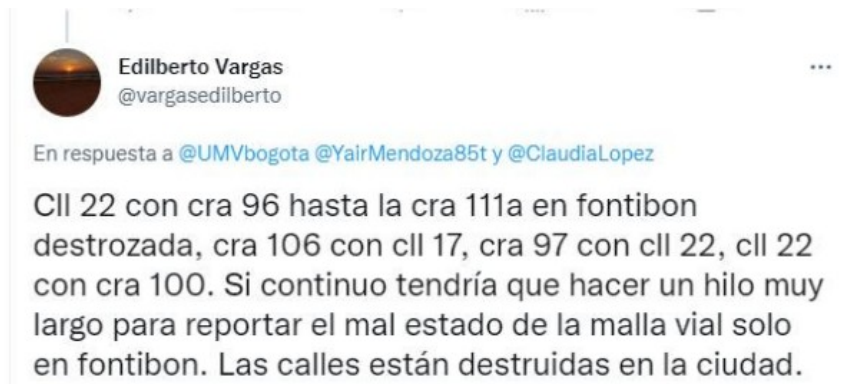 Edilberto Vargas
@vargasedilberto
En respuesta a @UMVbogota @YairMendoza85t y @ClaudiaLopez
Cll 22 con cra 96 hasta la cra 111a en fontibon
destrozada, cra 106 con cll 17, cra 97 con cll 22, cll 22
con cra 100. Si continuo tendría que hacer un hilo muy
largo para reportar el mal estado de la malla vial solo
en fontibon. Las calles están destruidas en la ciudad.